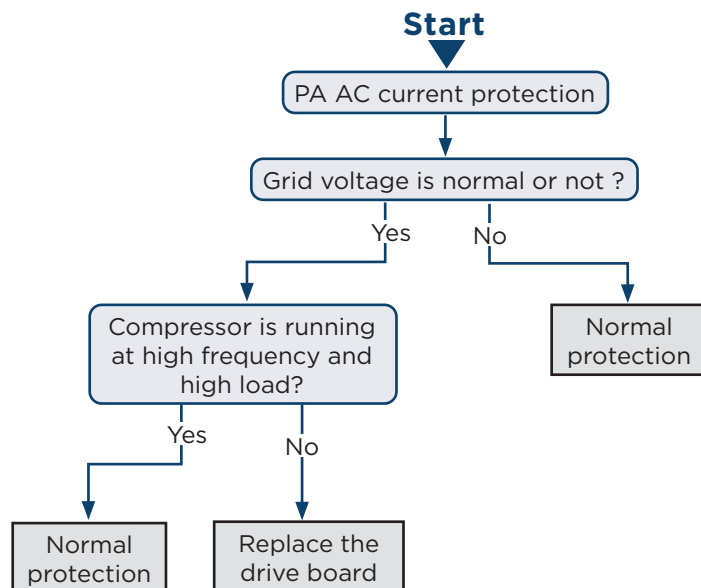 Start
PA AC current protection
Grid voltage is normal or not ?
Yes
No
Compressor is running
at high frequency and
high load?
Normal
protection
Yes
No
Normal
protection
Replace the
drive board